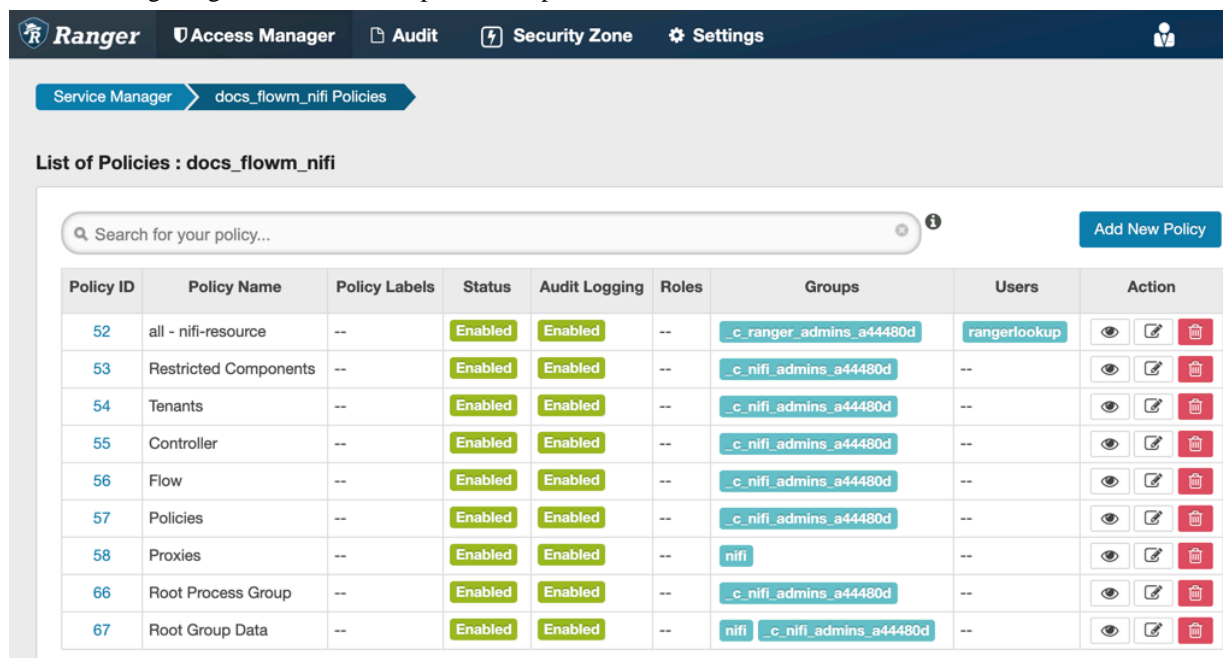 Ranger Access Manager Audit Security Zone Settings
Service Manager docs_flowm_nifi Policies
List of Policies : docs_flowm_nifi
Search for your policy...
Add New Policy
Policy ID Policy Name Policy Labels Status Audit Logging Roles Groups Users Action
52 all - nifi-resource -- Enabled Enabled -- _c_ranger_admins_a44480d rangerlookup
53 Restricted Components -- Enabled Enabled -- _c_nifi_admins_a44480d --
54 Tenants -- Enabled Enabled -- _c_nifi_admins_a44480d --
55 Controller -- Enabled Enabled -- _c_nifi_admins_a44480d --
56 Flow -- Enabled Enabled -- _c_nifi_admins_a44480d --
57 Policies -- Enabled Enabled -- _c_nifi_admins_a44480d --
58 Proxies -- Enabled Enabled -- nifi --
66 Root Process Group -- Enabled Enabled -- _c_nifi_admins_a44480d --
67 Root Group Data -- Enabled Enabled -- nifi _c_nifi_admins_a44480d --